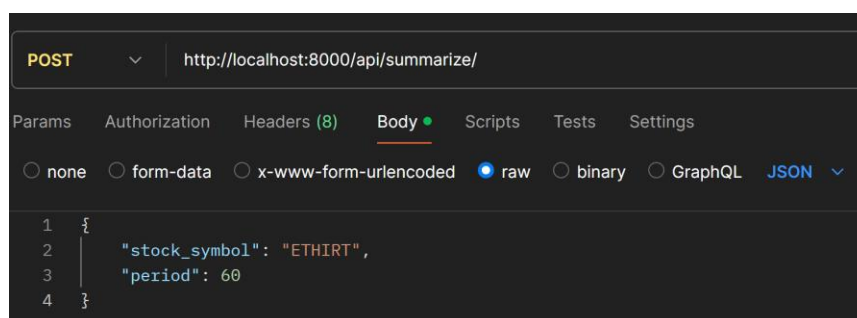 POST http://localhost:8000/api/summarize/
Params Authorization Headers (8) Body Scripts Tests Settings
none form-data x-www-form-urlencoded raw binary GraphQL JSON
1 {
2 "stock_symbol": "ETHIRT",
3 "period": 60
4 }